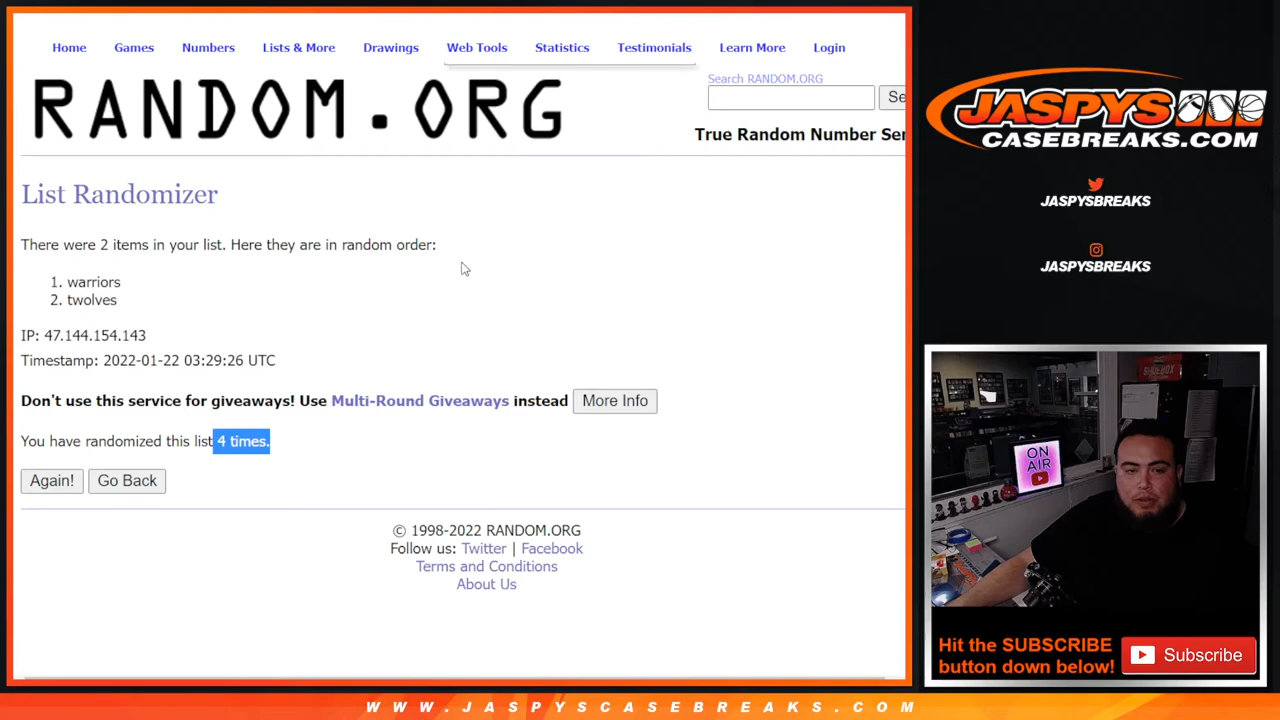 Home Games Numbers Lists & More Drawings Web Tools Statistics Testimonials Learn More Login
Search RANDOM.ORG
RANDOM.ORG
Se
True Random Number Ser
List Randomizer
There were 2 items in your list. Here they are in random order:
1. warriors
2. twolves
IP: 47.144.154.143
Timestamp: 2022-01-22 03:29:26 UTC
Don't use this service for giveaways! Use Multi-Round Giveaways instead More Info
You have randomized this list 4 times.
Again! Go Back
© 1998-2022 RANDOM.ORG
Follow us: Twitter | Facebook
Terms and Conditions
About Us
JASPYS
CASEBREAKS.COM
JASPYSBREAKS
JASPYSBREAKS
SHOEBOX
ON
AIR
Hit the SUBSCRIBE
button down below!
Subscribe
WWW.JASPYSCASEBREAKS.COM